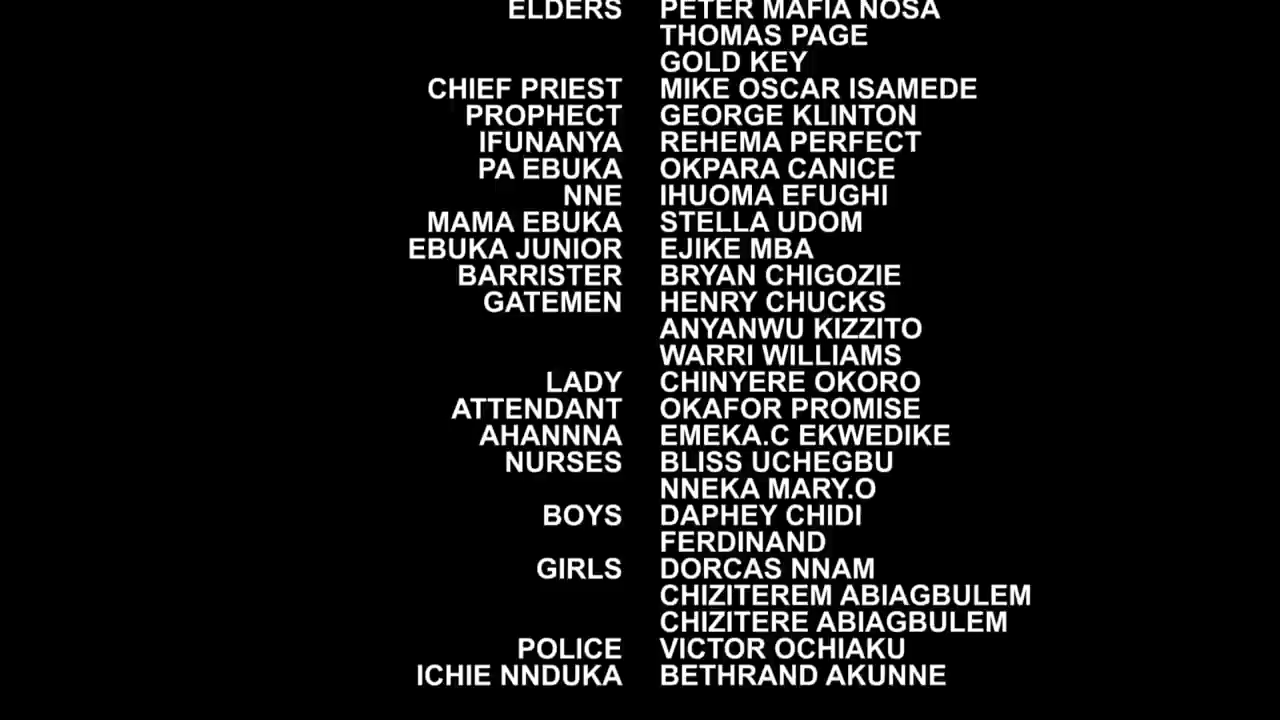 ELDERS PETER MAFIA NOSA
THOMAS PAGE
GOLD KEY
CHIEF PRIEST MIKE OSCAR ISAMEDE
PROPHECT GEORGE KLINTON
IFUNANYA REHEMA PERFECT
PA EBUKA OKPARA CANICE
NNE IHUOMA EFUGHI
MAMA EBUKA STELLA UDOM
EBUKA JUNIOR EJIKE MBA
BARRISTER BRYAN CHIGOZIE
GATEMEN HENRY CHUCKS
ANYANWU KIZZITO
WARRI WILLIAMS
LADY CHINYERE OKORO
ATTENDANT OKAFOR PROMISE
AHANNNA EMEKA.C EKWEDIKE
NURSES BLISS UCHEGBU
NNEKA MARY.O
BOYS DAPHEY CHIDI
FERDINAND
GIRLS DORCAS NNAM
CHIZITEREM ABIAGBULEM
CHIZITERE ABIAGBULEM
POLICE VICTOR OCHIAKU
ICHIE NNDUKA BETHRAND AKUNNE